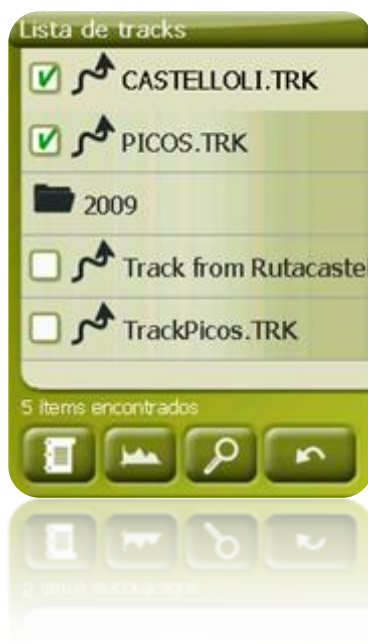 Lista de tracks
CASTELLOLI.TRK
PICOS.TRK
2009
Track from Rutacastel
TrackPicos.TRK
5 items encontrados